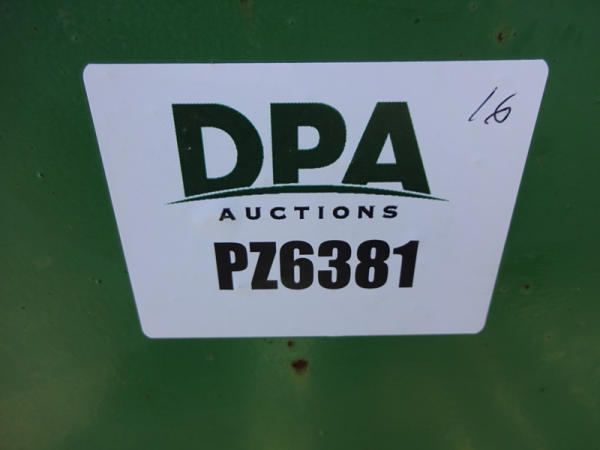 16
DPA
AUCTIONS
PZ6381